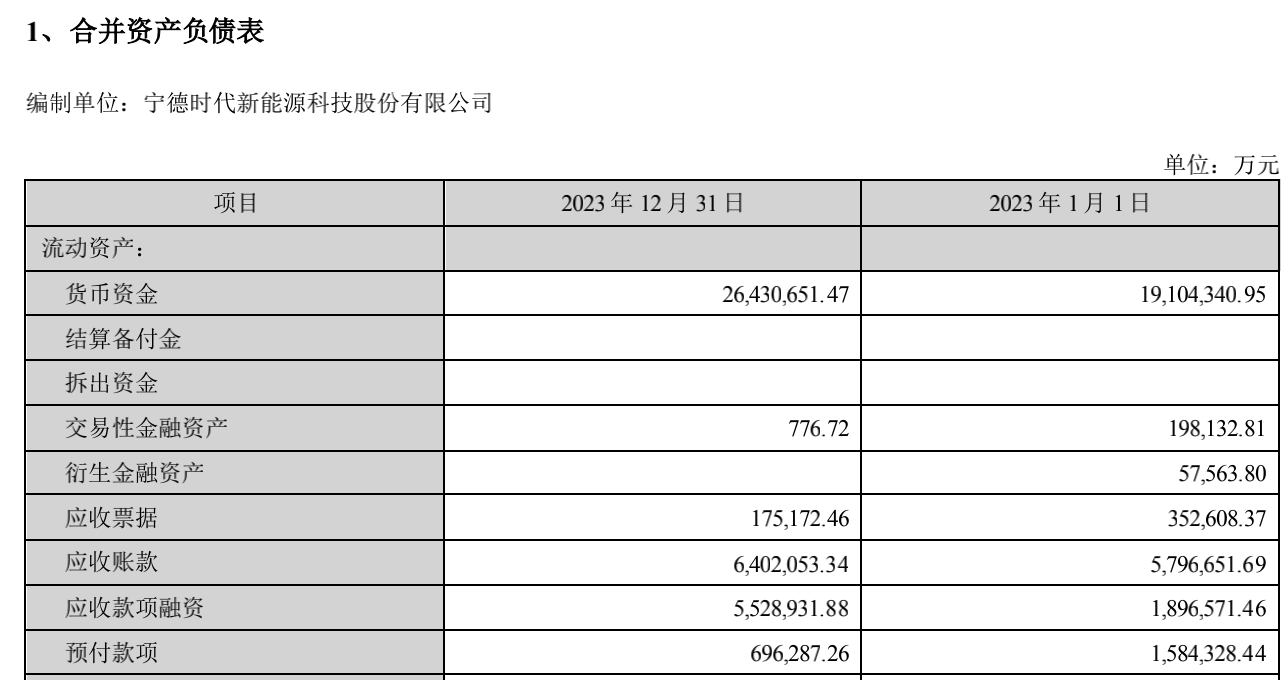 1、合并资产负债表
编制单位：宁德时代新能源科技股份有限公司
单位：万元
项目 2023 年 12 月 31 日 2023 年 1 月 1 日
流动资产：
货币资金 26,430,651.47 19,104,340.95
结算备付金
拆出资金
交易性金融资产 776.72 198,132.81
衍生金融资产 57,563.80
应收票据 175,172.46 352,608.37
应收账款 6,402,053.34 5,796,651.69
应收款项融资 5,528,931.88 1,896,571.46
预付款项 696,287.26 1,584,328.44